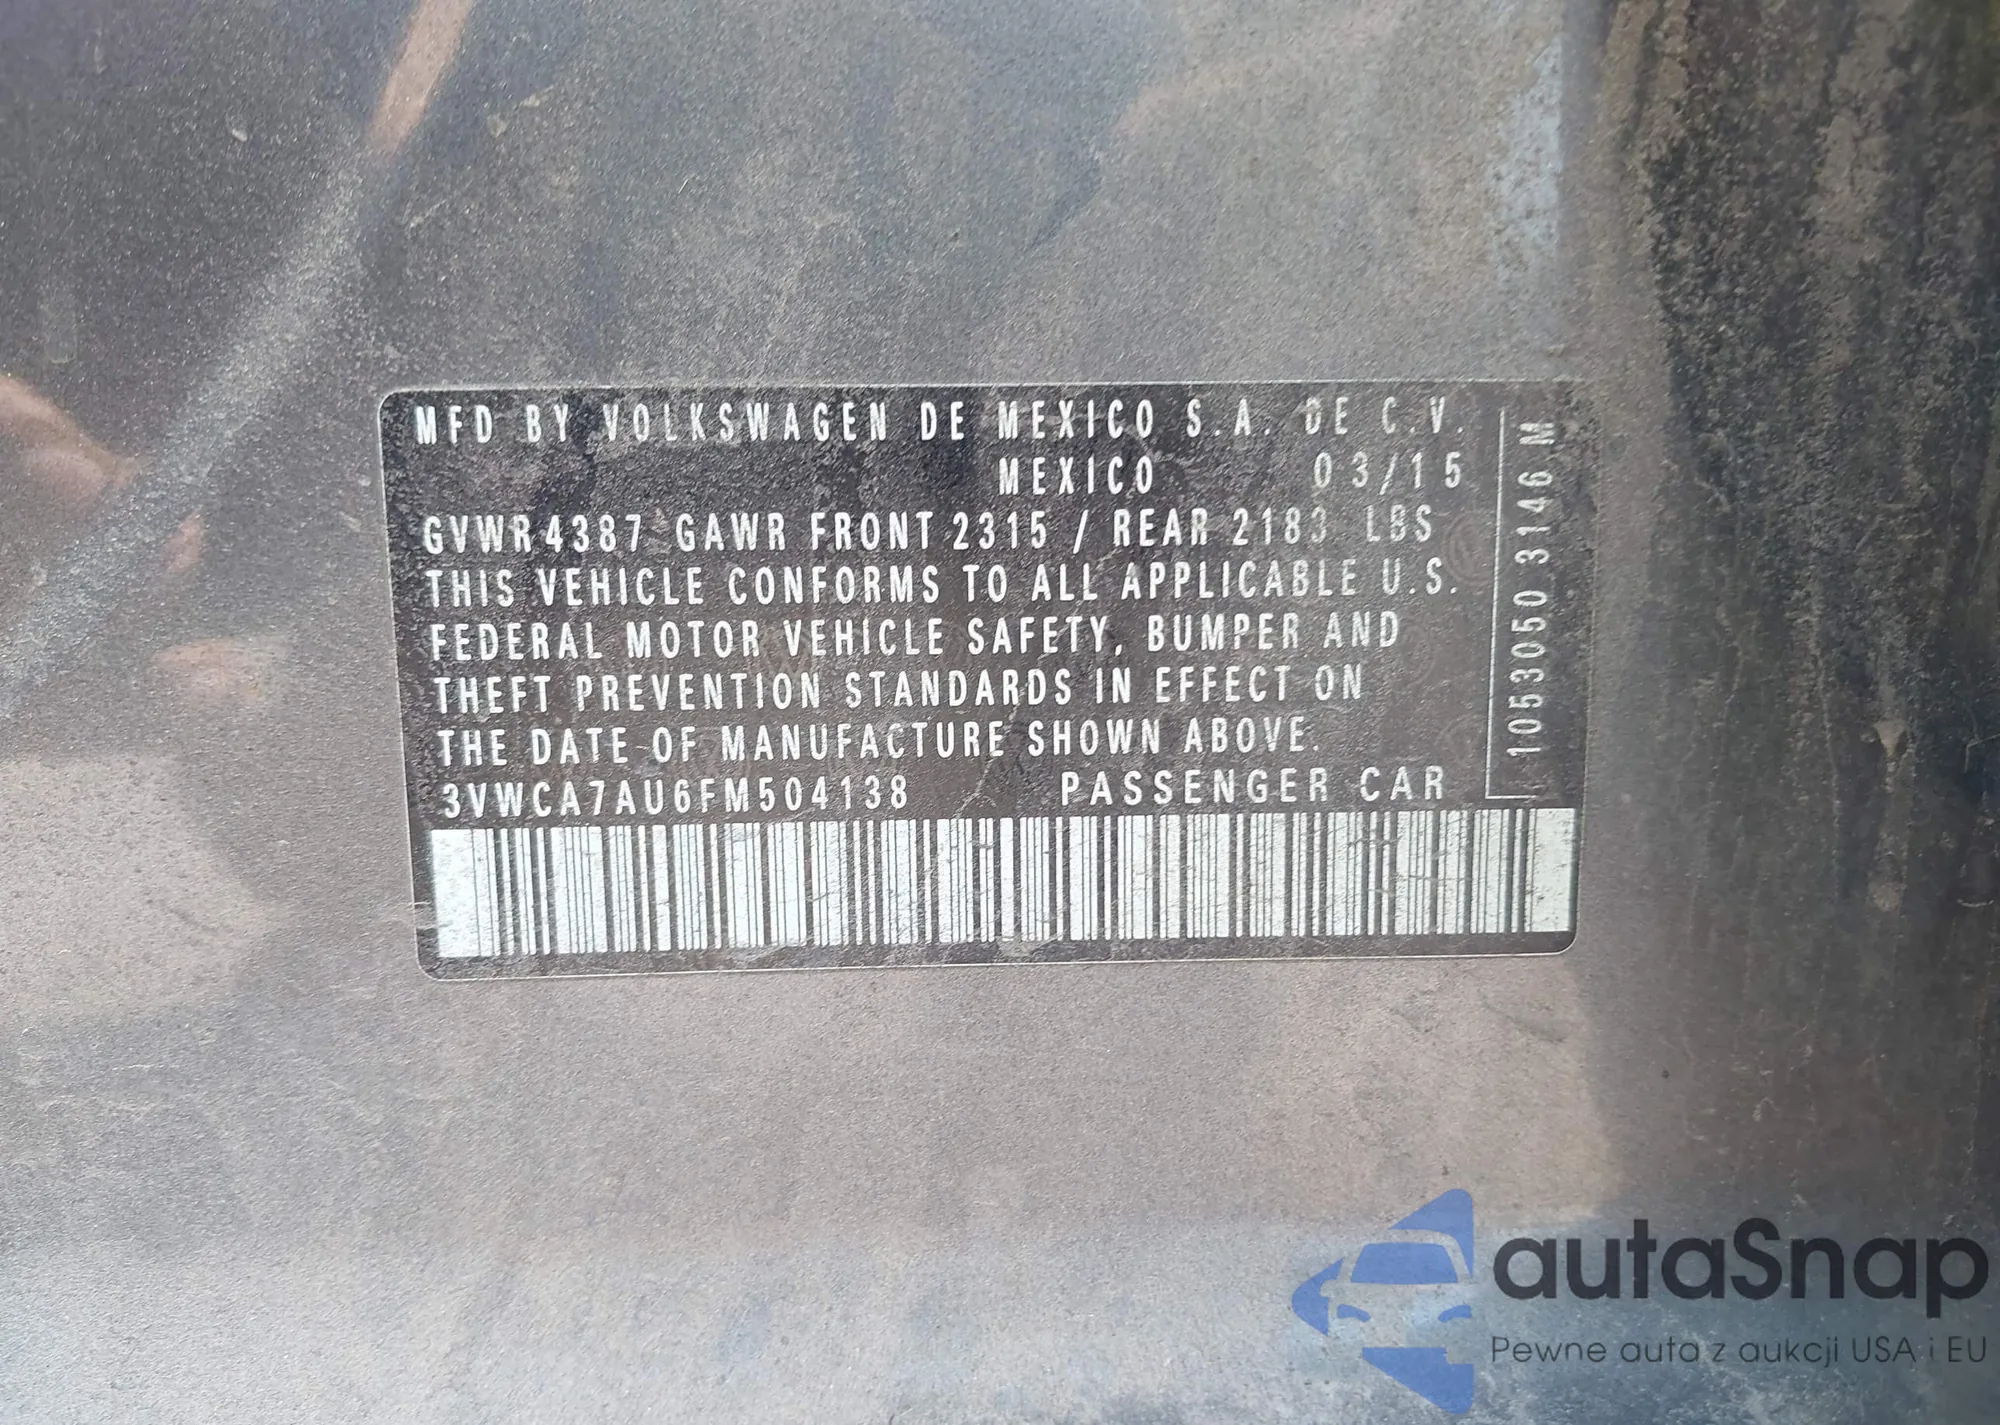 MFD BY VOLKSWAGEN DE MEXICO S.A. DE C.V.
MEXICO 03/15
GVWR 4387 GAWR FRONT 2315 / REAR 2183 LBS
THIS VEHICLE CONFORMS TO ALL APPLICABLE U.S.
FEDERAL MOTOR VEHICLE SAFETY, BUMPER AND
THEFT PREVENTION STANDARDS IN EFFECT ON
THE DATE OF MANUFACTURE SHOWN ABOVE.
3VWCA7AU6FM504138 PASSENGER CAR
1053050 3146 M
autaSnap
Pewne auta z aukcji USA i EU